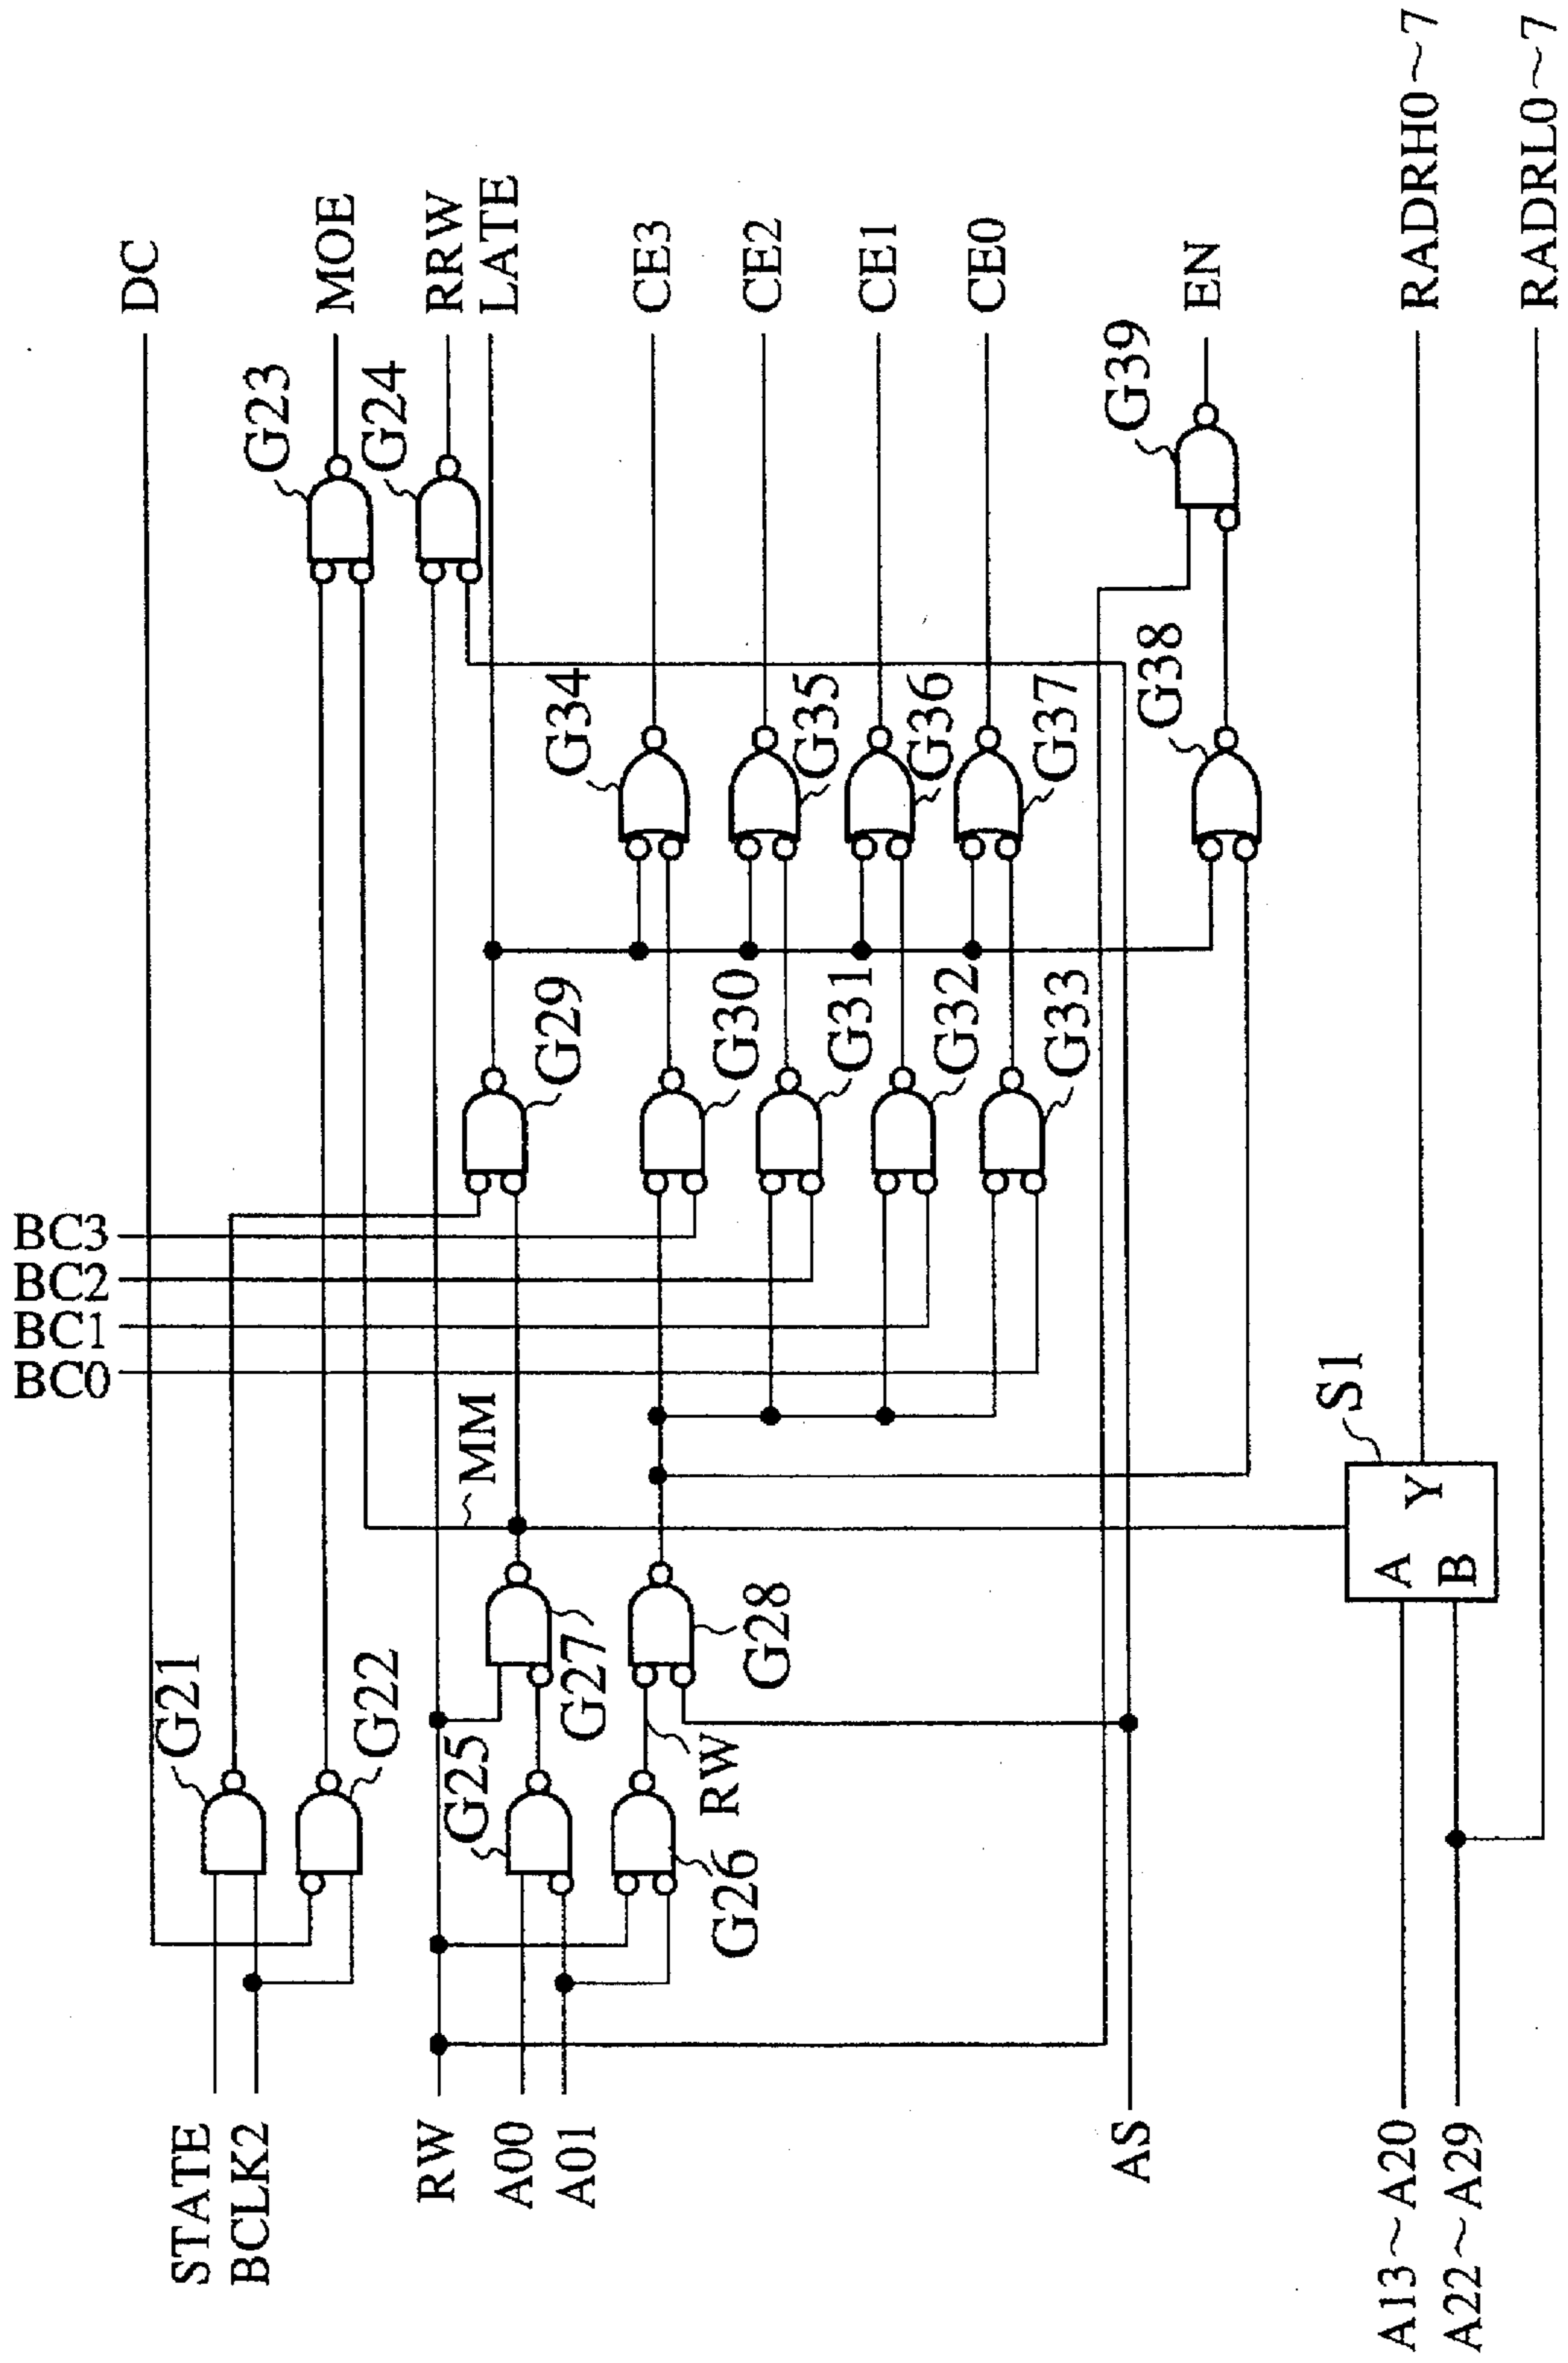 DC
MOE
RRW
LATE
CE3
CE2
CE1
CE0
EN
RADRH0～7
RADRL0～7
G23
G24
G39
G34
G35
G36
G37
G38
G29
G30
G31
G32
G33
BC3
BC2
BC1
BC0
MM
S1
A
Y
B
G21
G22
G25
G27
G28
RW
G26
STATE
BCLK2
RW
A00
A01
AS
A13～A20
A22～A29